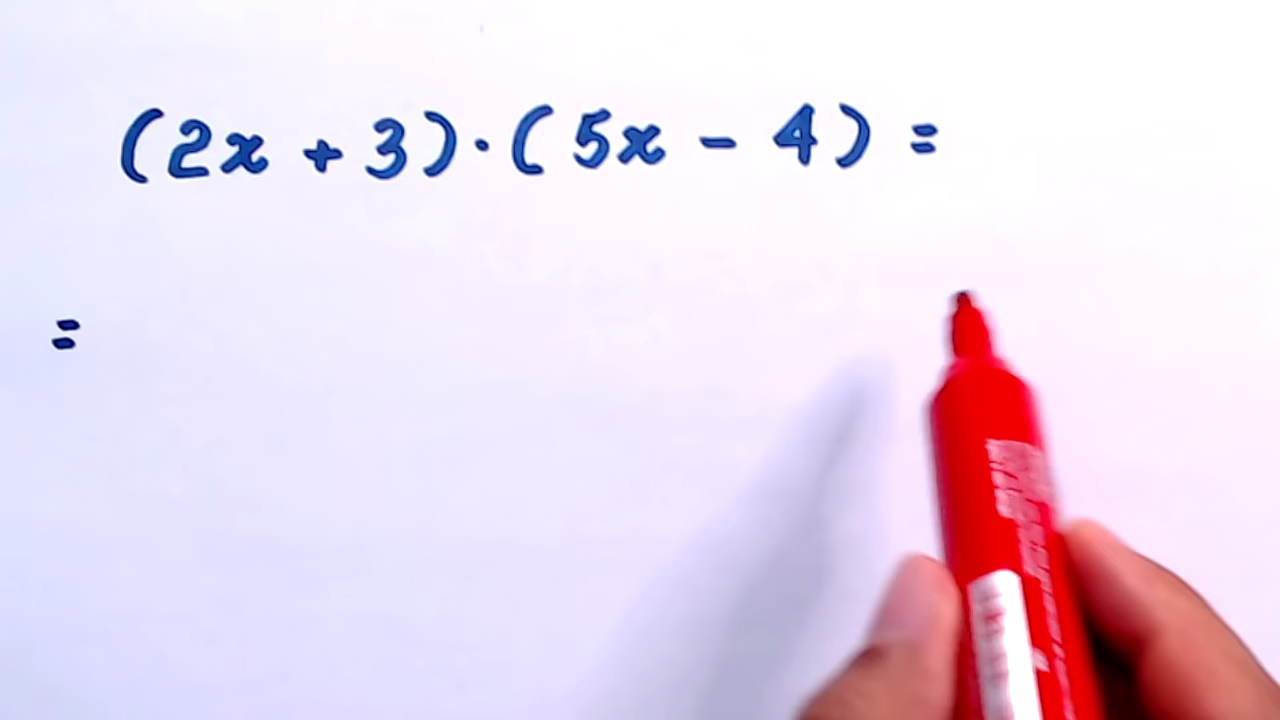 (2x + 3) · (5x - 4) =
=